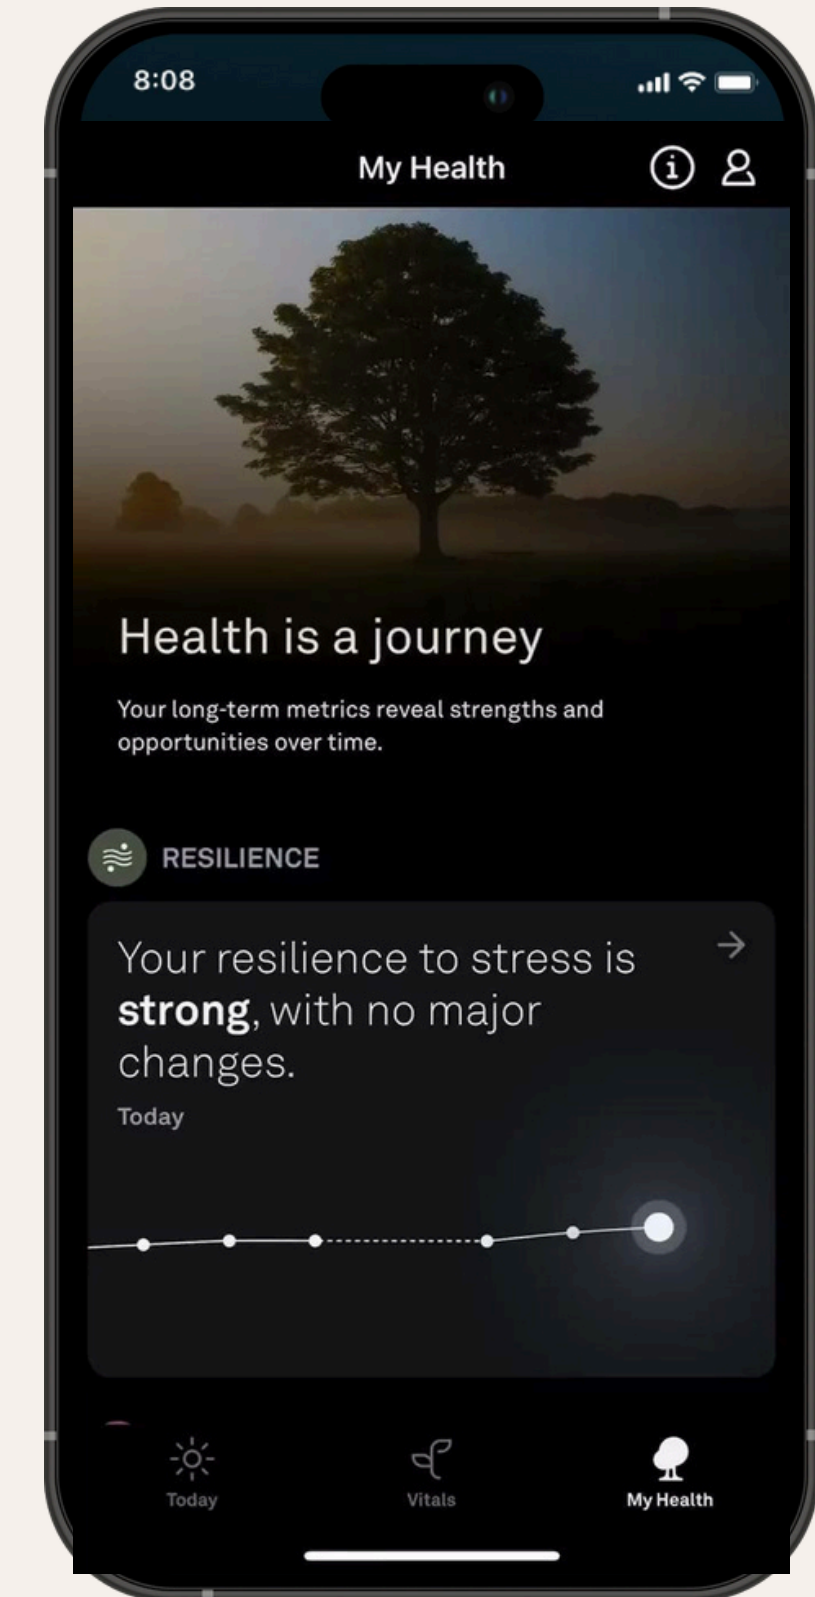 8:08
My Health
Health is a journey
Your long-term metrics reveal strengths and
opportunities over time.
RESILIENCE
Your resilience to stress is
strong, with no major
changes.
Today
Today
Vitals
My Health